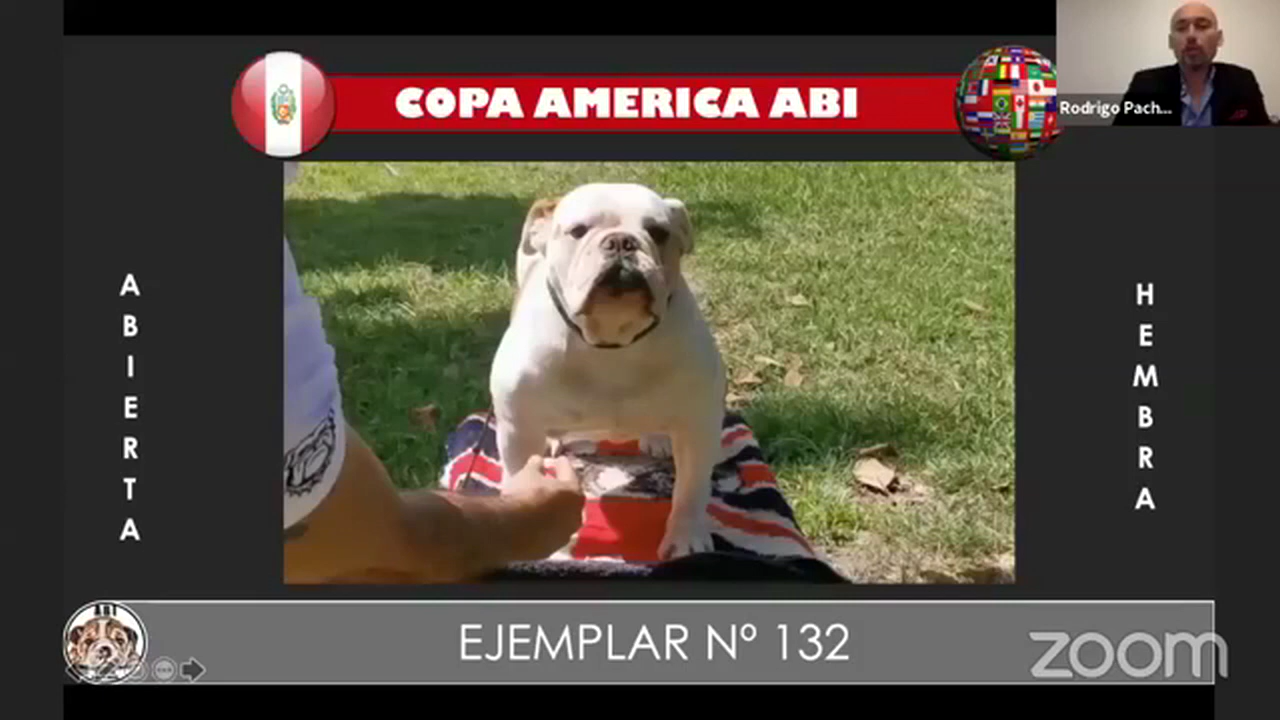 COPA AMERICA ABI
Rodrigo Pach...
ABIERTA
HEMBRA
EJEMPLAR Nº 132
zoom